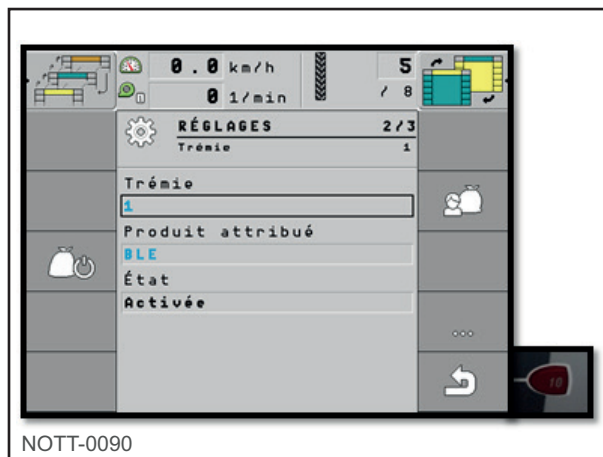 0.0 km/h
5
0 1/min
/ 8
RÉGLAGES 2/3
Trémie 1
Trémie
1
Produit attribué
BLE
État
Activée
10
NOTT-0090